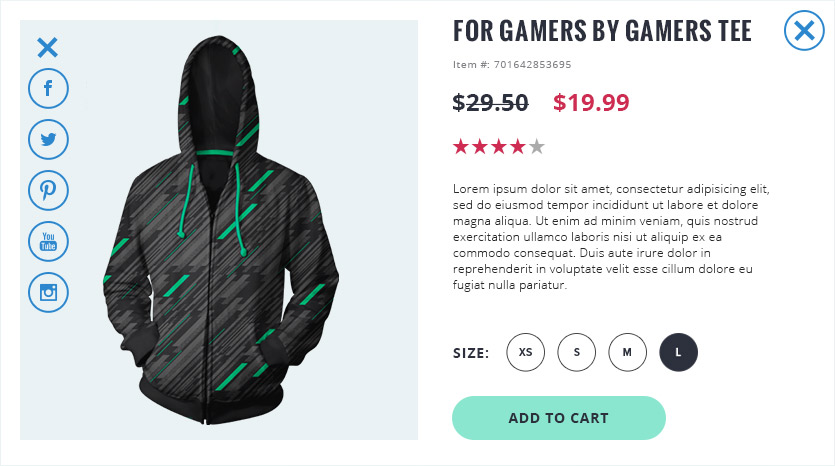 FOR GAMERS BY GAMERS TEE
Item #: 701642853695
$29.50 $19.99
You
Tube
Lorem ipsum dolor sit amet, consectetur adipisicing elit,
sed do eiusmod tempor incididunt ut labore et dolore
magna aliqua. Ut enim ad minim veniam, quis nostrud
exercitation ullamco laboris nisi ut aliquip ex ea
commodo consequat. Duis aute irure dolor in
reprehenderit in voluptate velit esse cillum dolore eu
fugiat nulla pariatur.
SIZE: XS S M L
ADD TO CART